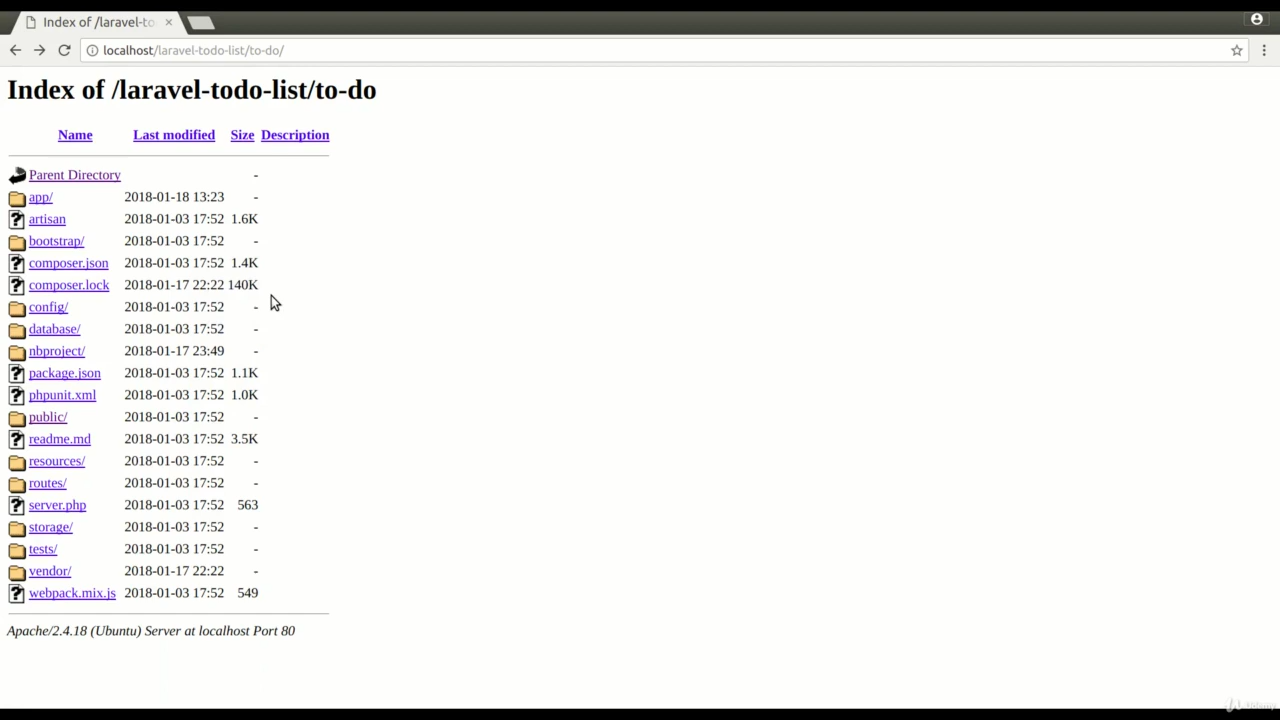 Index of /laravel-to
localhost/laravel-todo-list/to-do/
Index of /laravel-todo-list/to-do
Name Last modified Size Description
Parent Directory -
app/ 2018-01-18 13:23 -
artisan 2018-01-03 17:52 1.6K
bootstrap/ 2018-01-03 17:52 -
composer.json 2018-01-03 17:52 1.4K
composer.lock 2018-01-17 22:22 140K
config/ 2018-01-03 17:52 -
database/ 2018-01-03 17:52 -
nbproject/ 2018-01-17 23:49 -
package.json 2018-01-03 17:52 1.1K
phpunit.xml 2018-01-03 17:52 1.0K
public/ 2018-01-03 17:52 -
readme.md 2018-01-03 17:52 3.5K
resources/ 2018-01-03 17:52 -
routes/ 2018-01-03 17:52 -
server.php 2018-01-03 17:52 563
storage/ 2018-01-03 17:52 -
tests/ 2018-01-03 17:52 -
vendor/ 2018-01-17 22:22 -
webpack.mix.js 2018-01-03 17:52 549
Apache/2.4.18 (Ubuntu) Server at localhost Port 80
Udemy